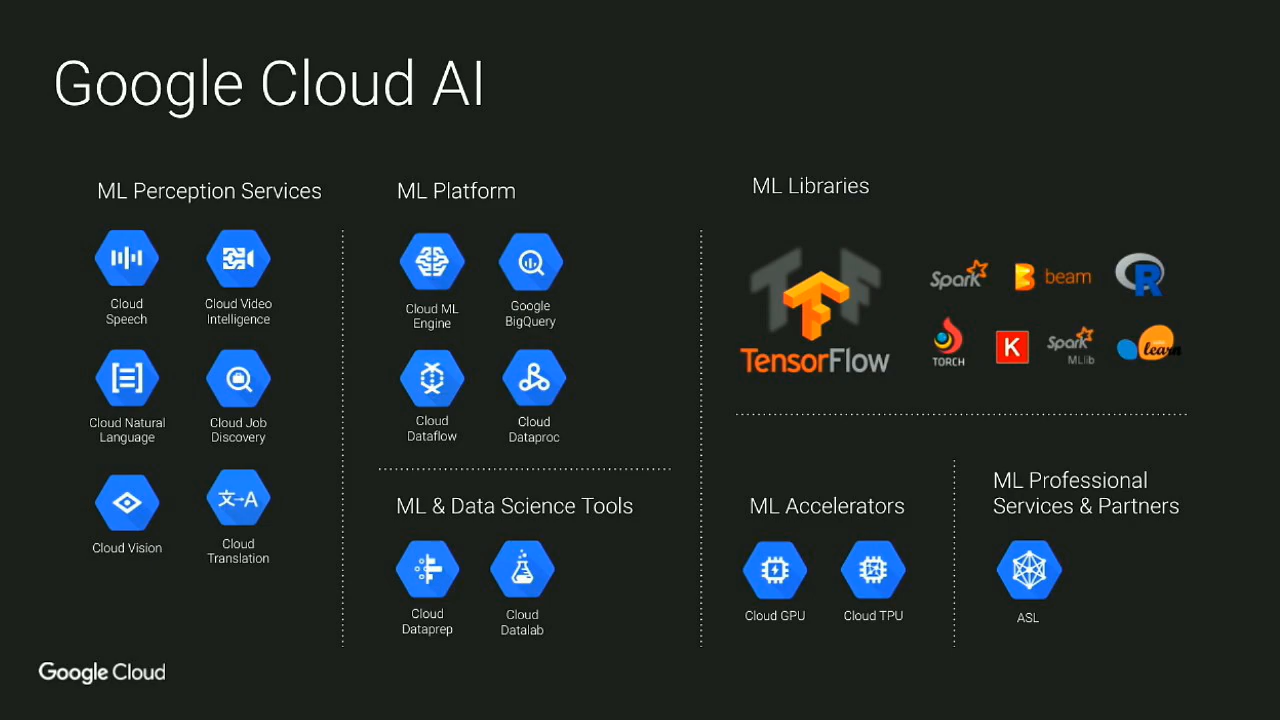 Google Cloud AI
ML Perception Services
Cloud
Speech
Cloud Video
Intelligence
Cloud Natural
Language
Cloud Job
Discovery
Cloud Vision
文→A
Cloud
Translation
ML Platform
Cloud ML
Engine
Google
BigQuery
Cloud
Dataflow
Cloud
Dataproc
ML & Data Science Tools
Cloud
Dataprep
Cloud
Datalab
ML Libraries
TensorFlow
Spark
B beam
R
TORCH
K
Spark
MLlib
learn
ML Accelerators
Cloud GPU
Cloud TPU
ML Professional
Services & Partners
ASL
Google Cloud